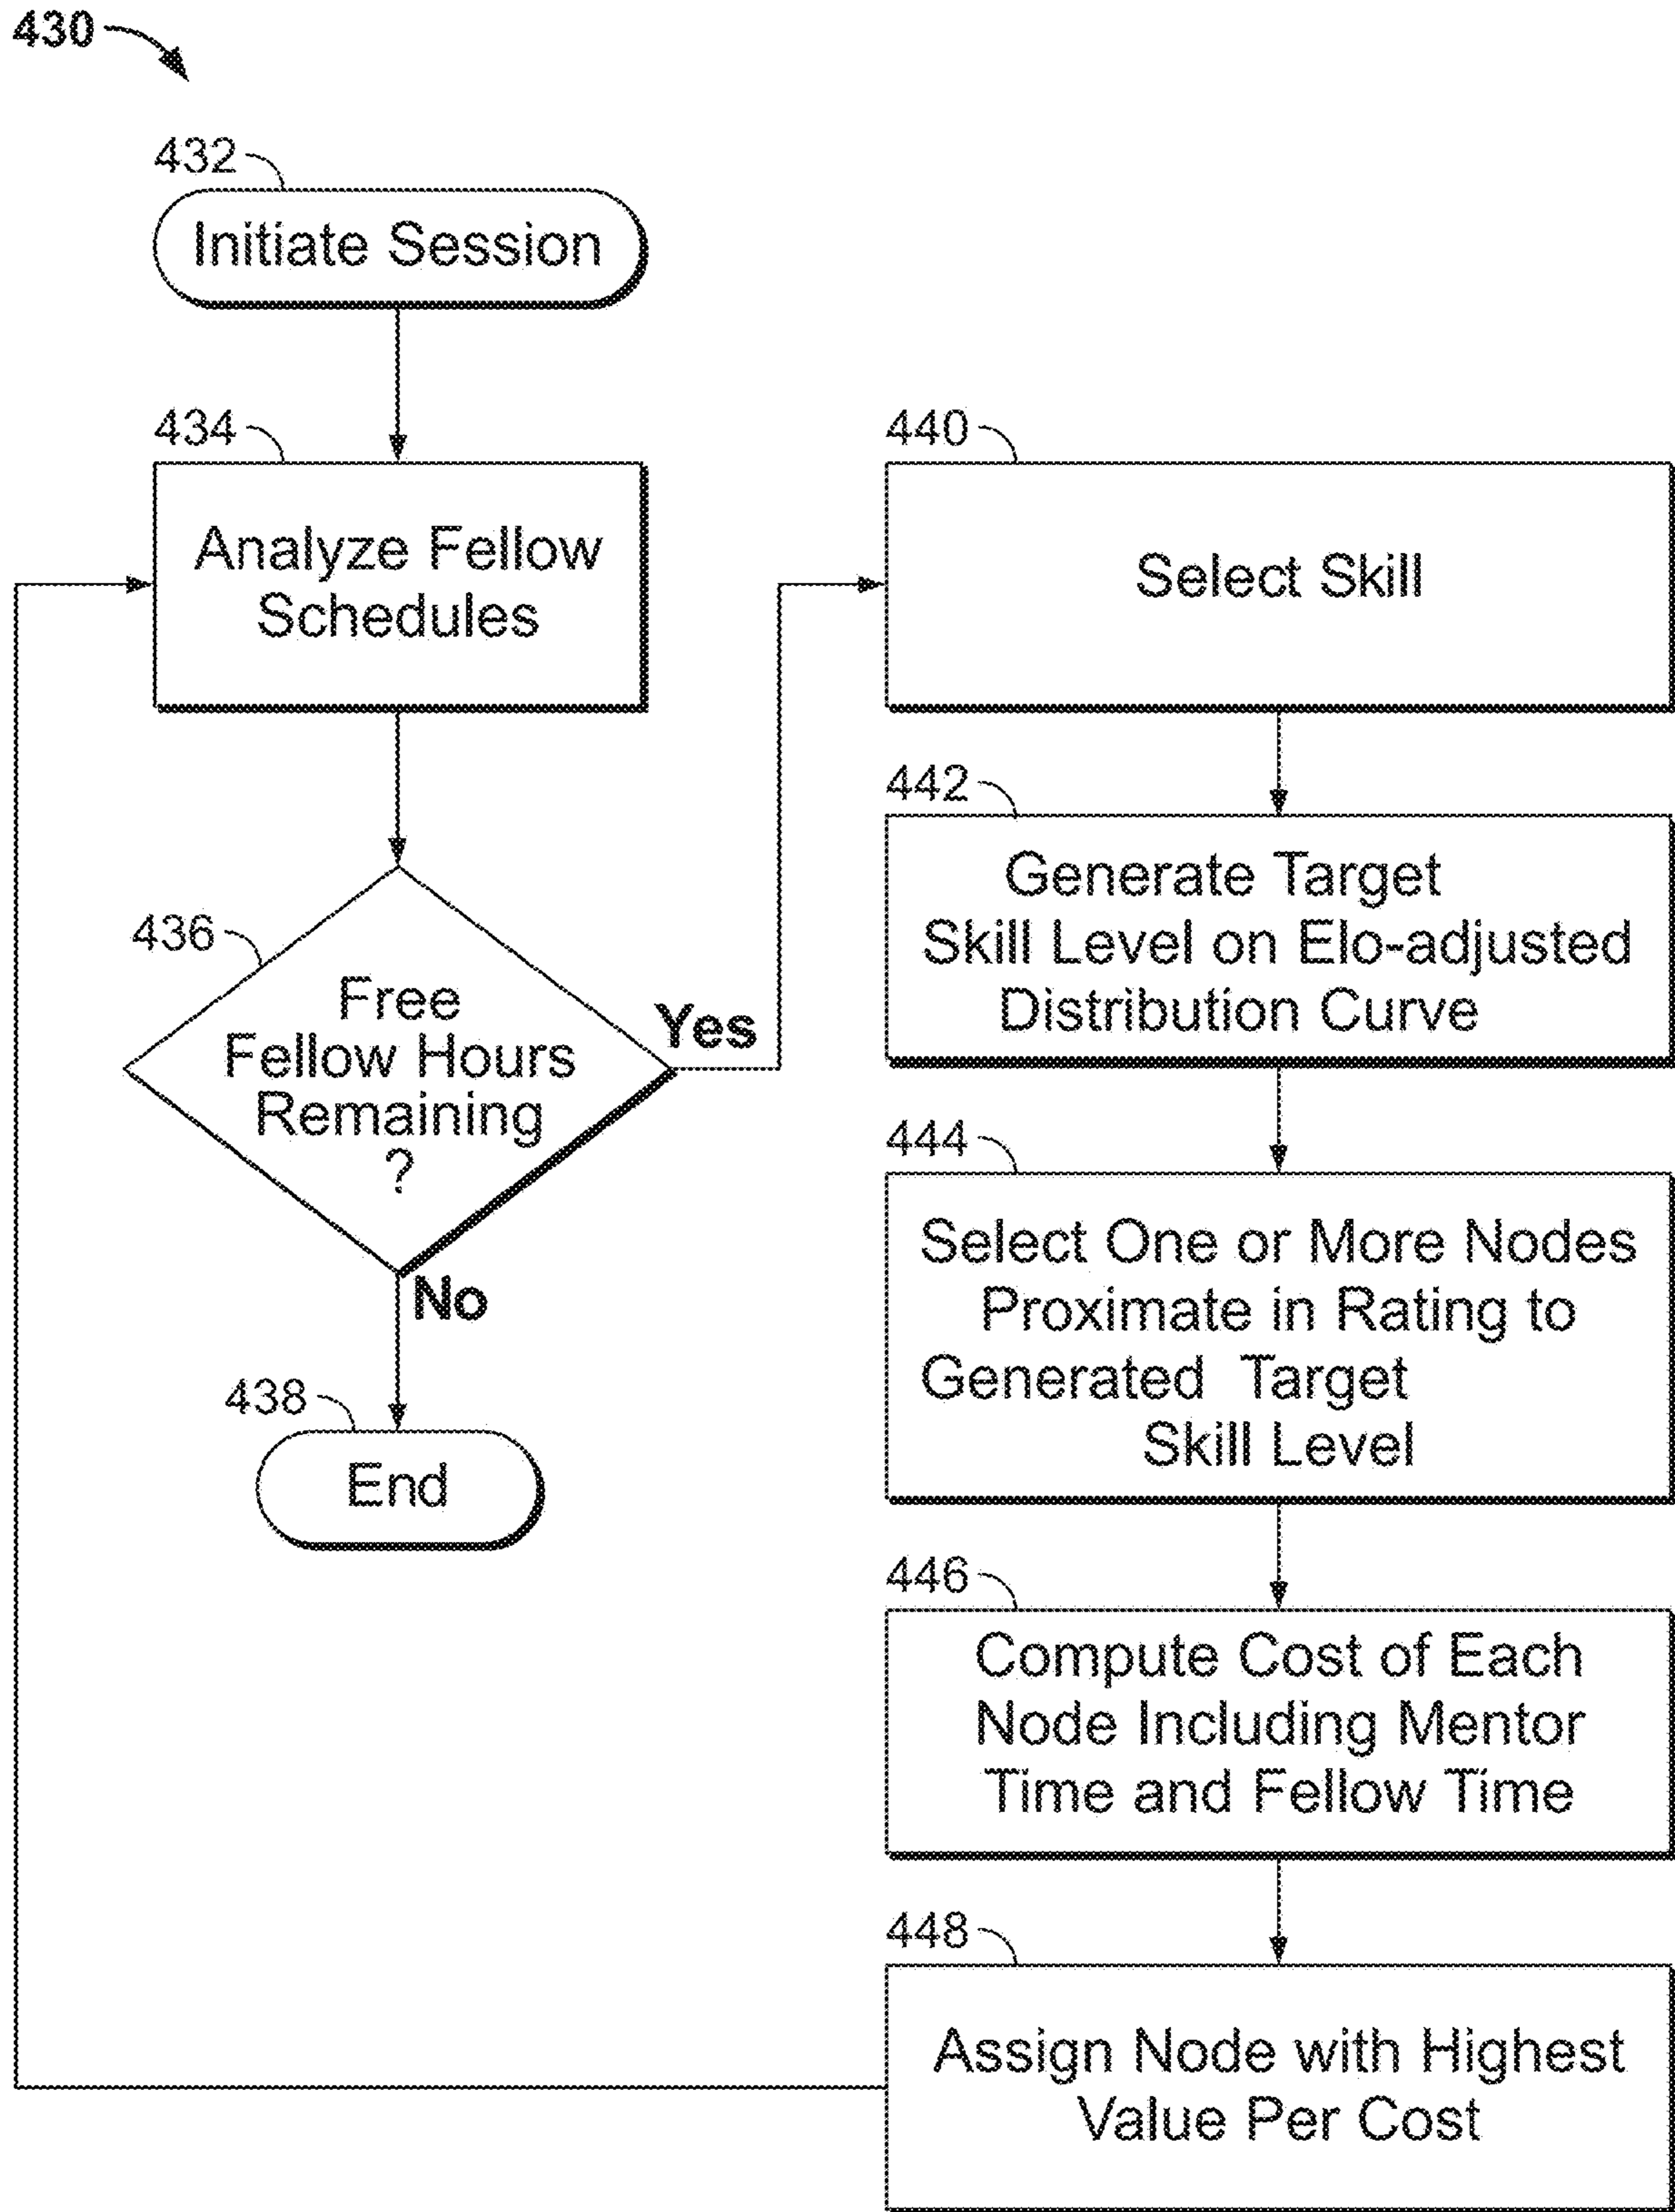 430
432
Initiate Session
434
Analyze Fellow
Schedules
436
Free
Fellow Hours
Remaining
?
Yes
No
438
End
440
Select Skill
442
Generate Target
Skill Level on Elo-adjusted
Distribution Curve
444
Select One or More Nodes
Proximate in Rating to
Generated Target
Skill Level
446
Compute Cost of Each
Node Including Mentor
Time and Fellow Time
448
Assign Node with Highest
Value Per Cost